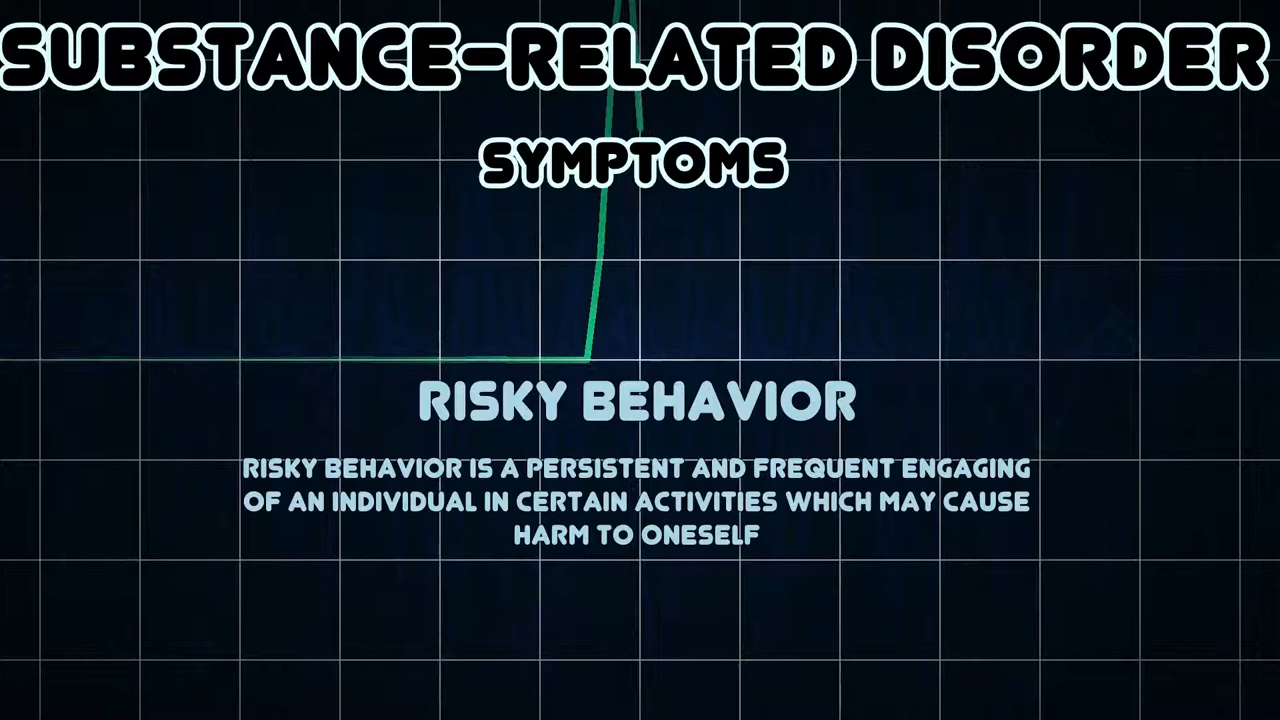 SUBSTANCE-RELATED DISORDER
SYMPTOMS
RISKY BEHAVIOR
RISKY BEHAVIOR IS A PERSISTENT AND FREQUENT ENGAGING
OF AN INDIVIDUAL IN CERTAIN ACTIVITIES WHICH MAY CAUSE
HARM TO ONESELF